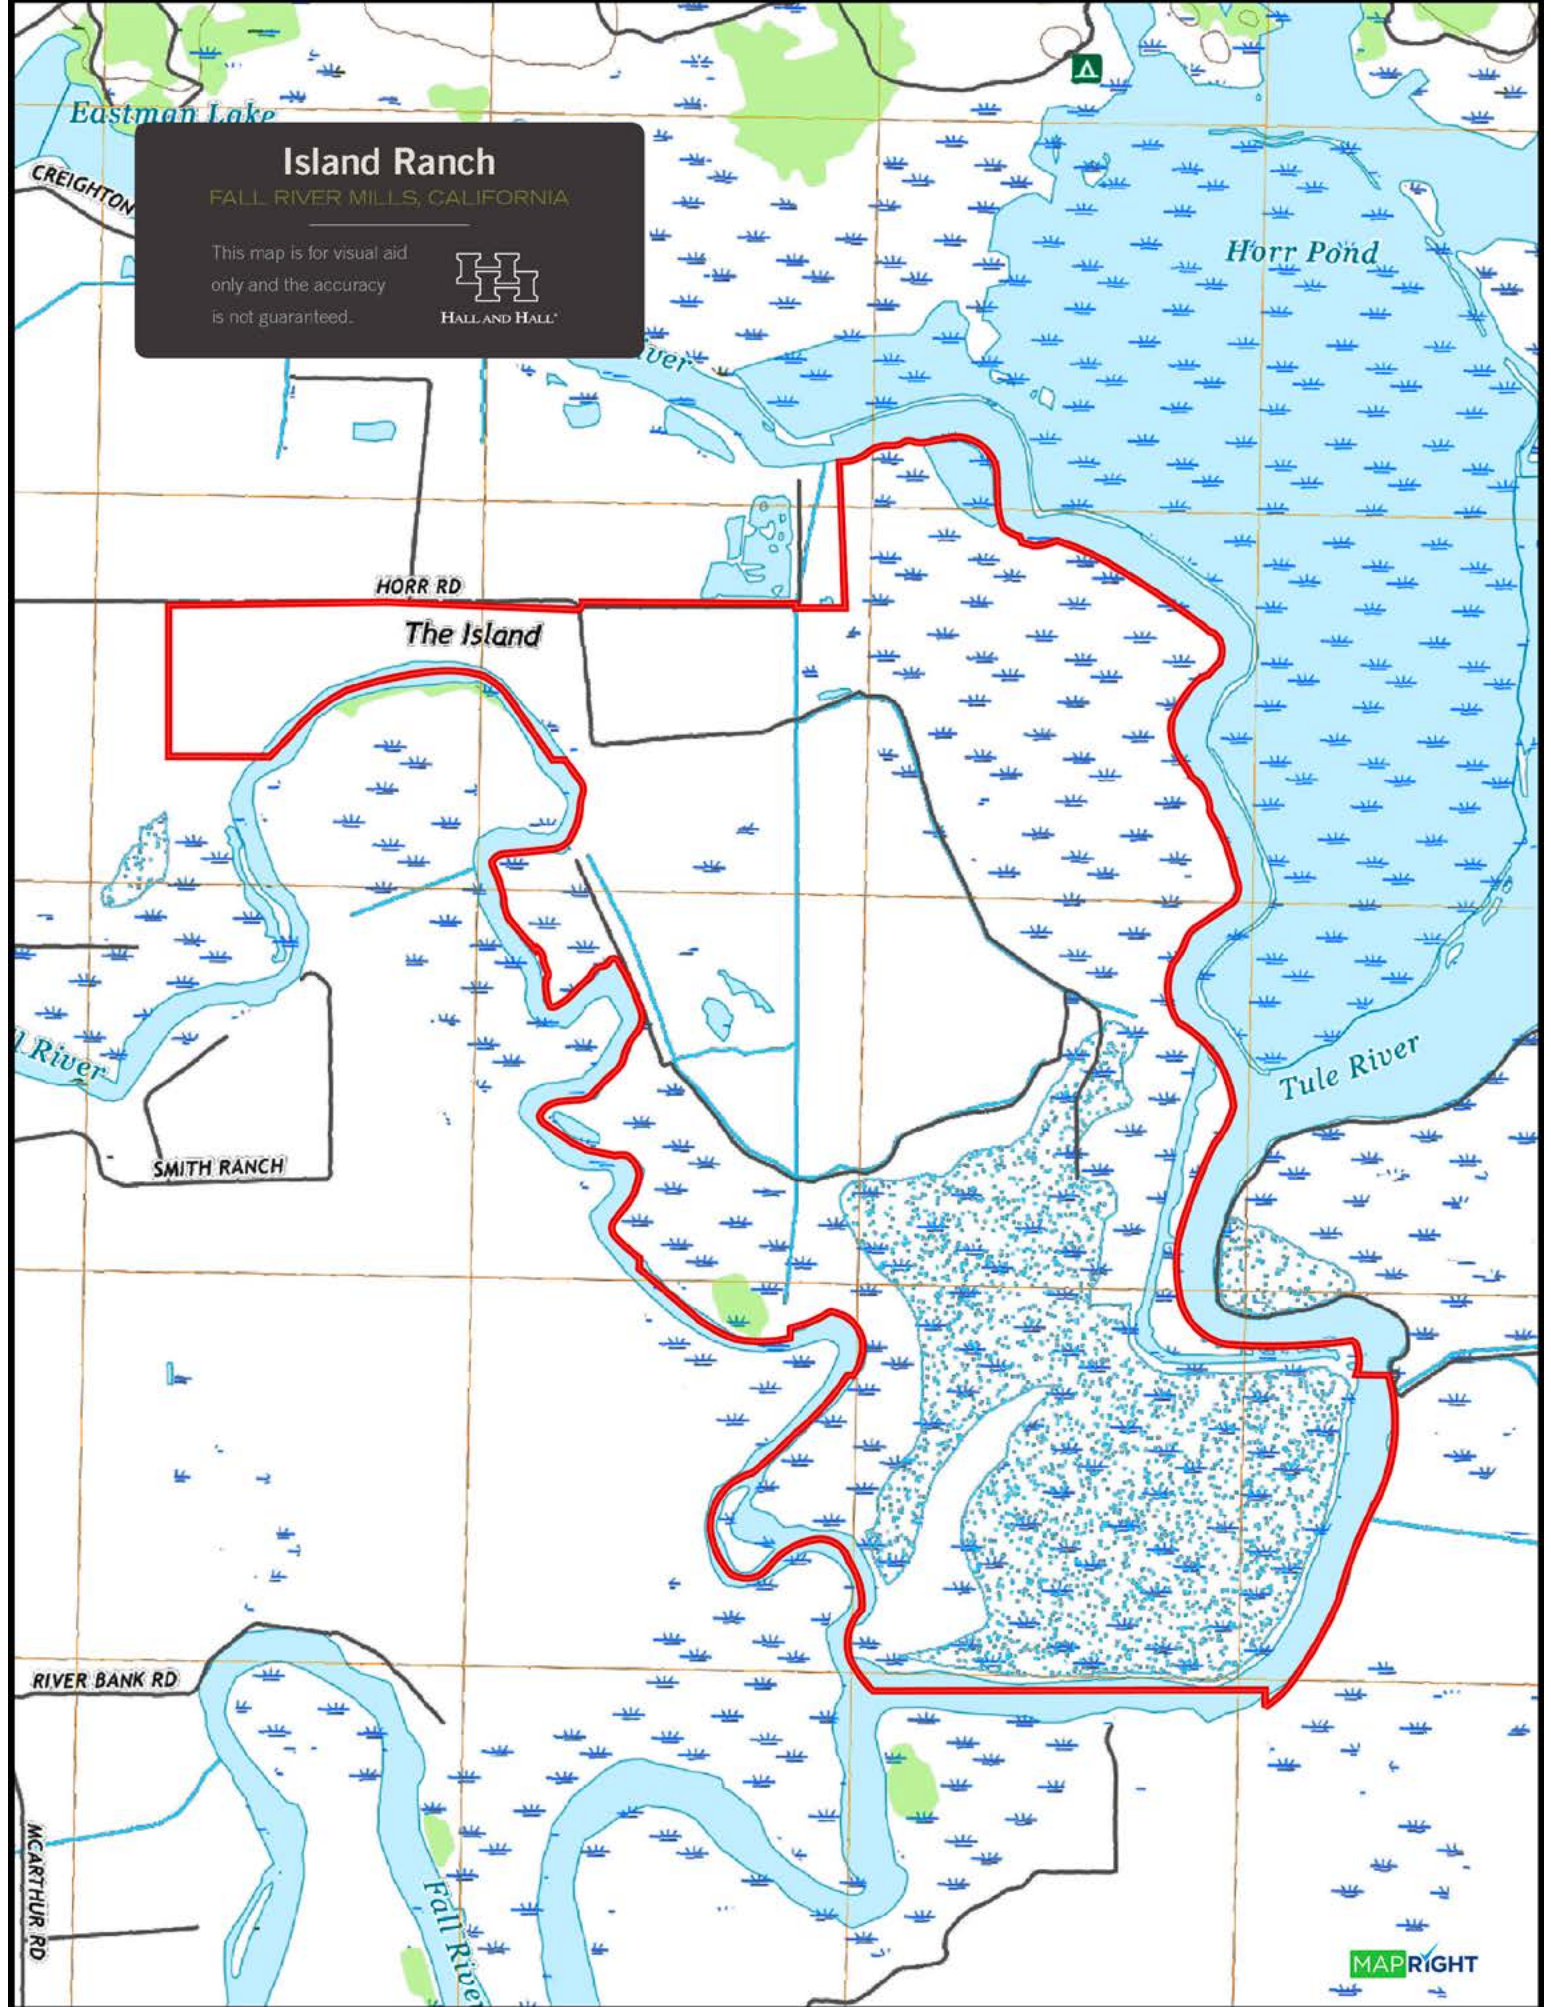 Eastman Lake
CREIGHTON
Island Ranch
FALL RIVER MILLS, CALIFORNIA
This map is for visual aid
only and the accuracy
is not guaranteed.
HALL AND HALL
Horr Pond
HORR RD
The Island
River
Tule River
SMITH RANCH
RIVER BANK RD
MCARTHUR RD
Fall River
MAPRIGHT